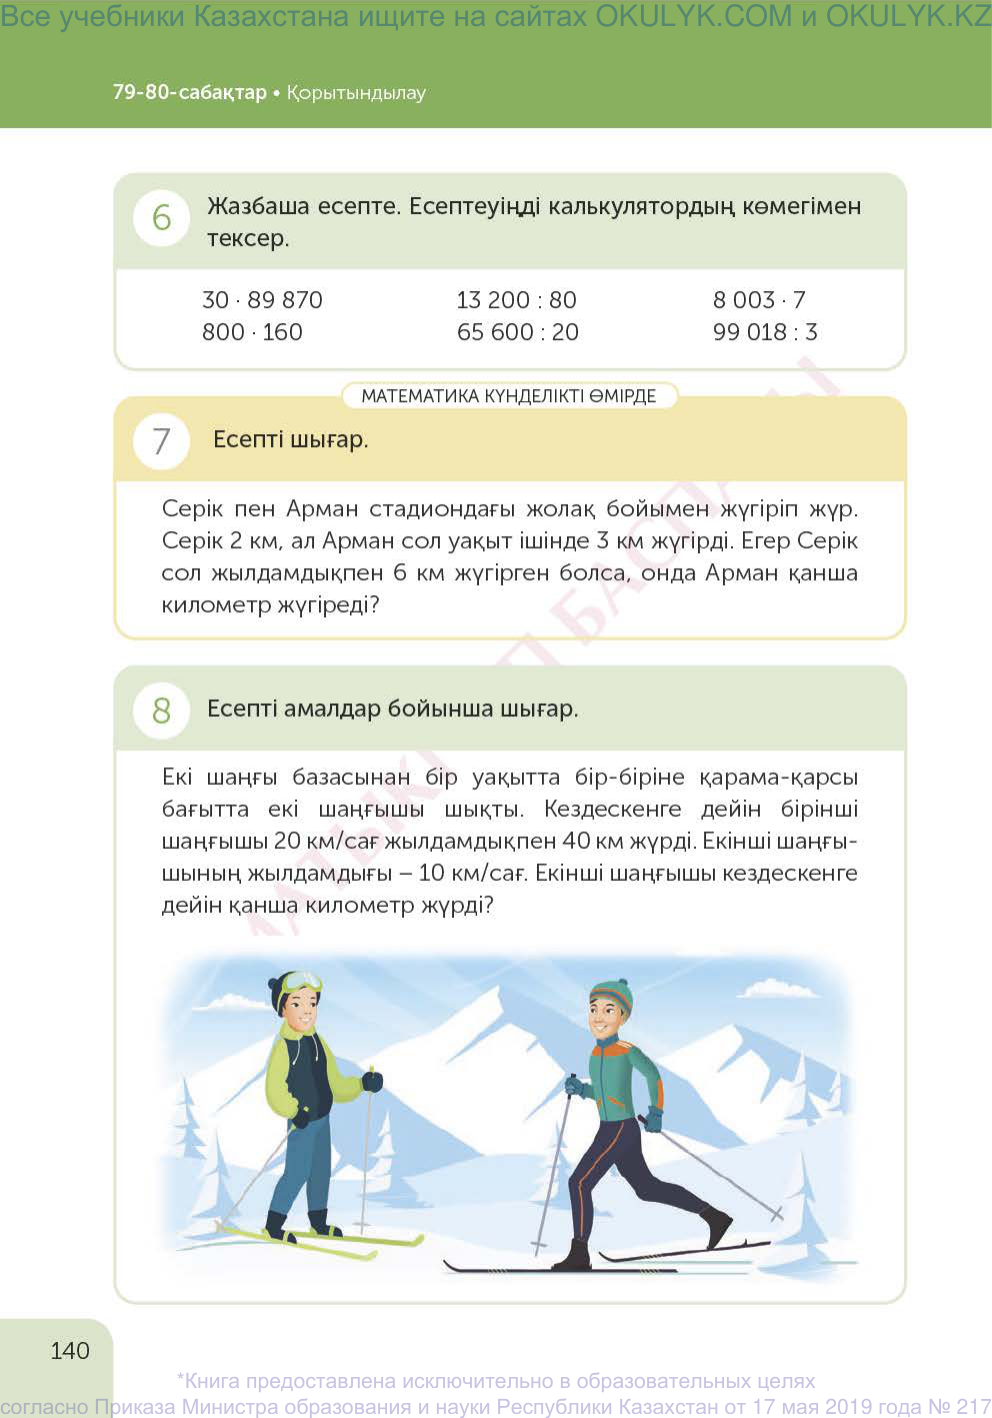 Все учебники Казахстана ищите на сайтах OKULYK.COM и OKULYK.KZ
79-80-сабақтар • Қорытындылау
6
Жазбаша есепте. Есептеуіңді калькулятордың көмегімен
тексер.
30 · 89 870 13 200 : 80 8 003 · 7
800 · 160 65 600 : 20 99 018 : 3
МАТЕМАТИКА КҮНДЕЛІКТІ ӨМІРДЕ
7
Есепті шығар.
Серік пен Арман стадиондағы жолақ бойымен жүгіріп жүр.
Серік 2 км, ал Арман сол уақыт ішінде 3 км жүгірді. Егер Серік
сол жылдамдықпен 6 км жүгірген болса, онда Арман қанша
километр жүгіреді?
8
Есепті амалдар бойынша шығар.
Екі шаңғы базасынан бір уақытта бір-біріне қарама-қарсы
бағытта екі шаңғышы шықты. Кездескенге дейін бірінші
шаңғышы 20 км/сағ жылдамдықпен 40 км жүрді. Екінші шаңғы-
шының жылдамдығы – 10 км/сағ. Екінші шаңғышы кездескенге
дейін қанша километр жүрді?
140
*Книга предоставлена исключительно в образовательных целях
согласно Приказа Министра образования и науки Республики Казахстан от 17 мая 2019 года № 217